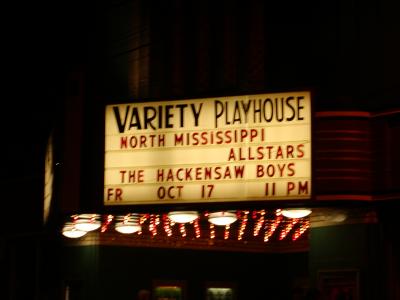 VARIETY PLAYHOUSE
NORTH MISSISSIPPI
ALLSTARS
THE HACKENSAW BOYS
FR OCT 17 11 PM